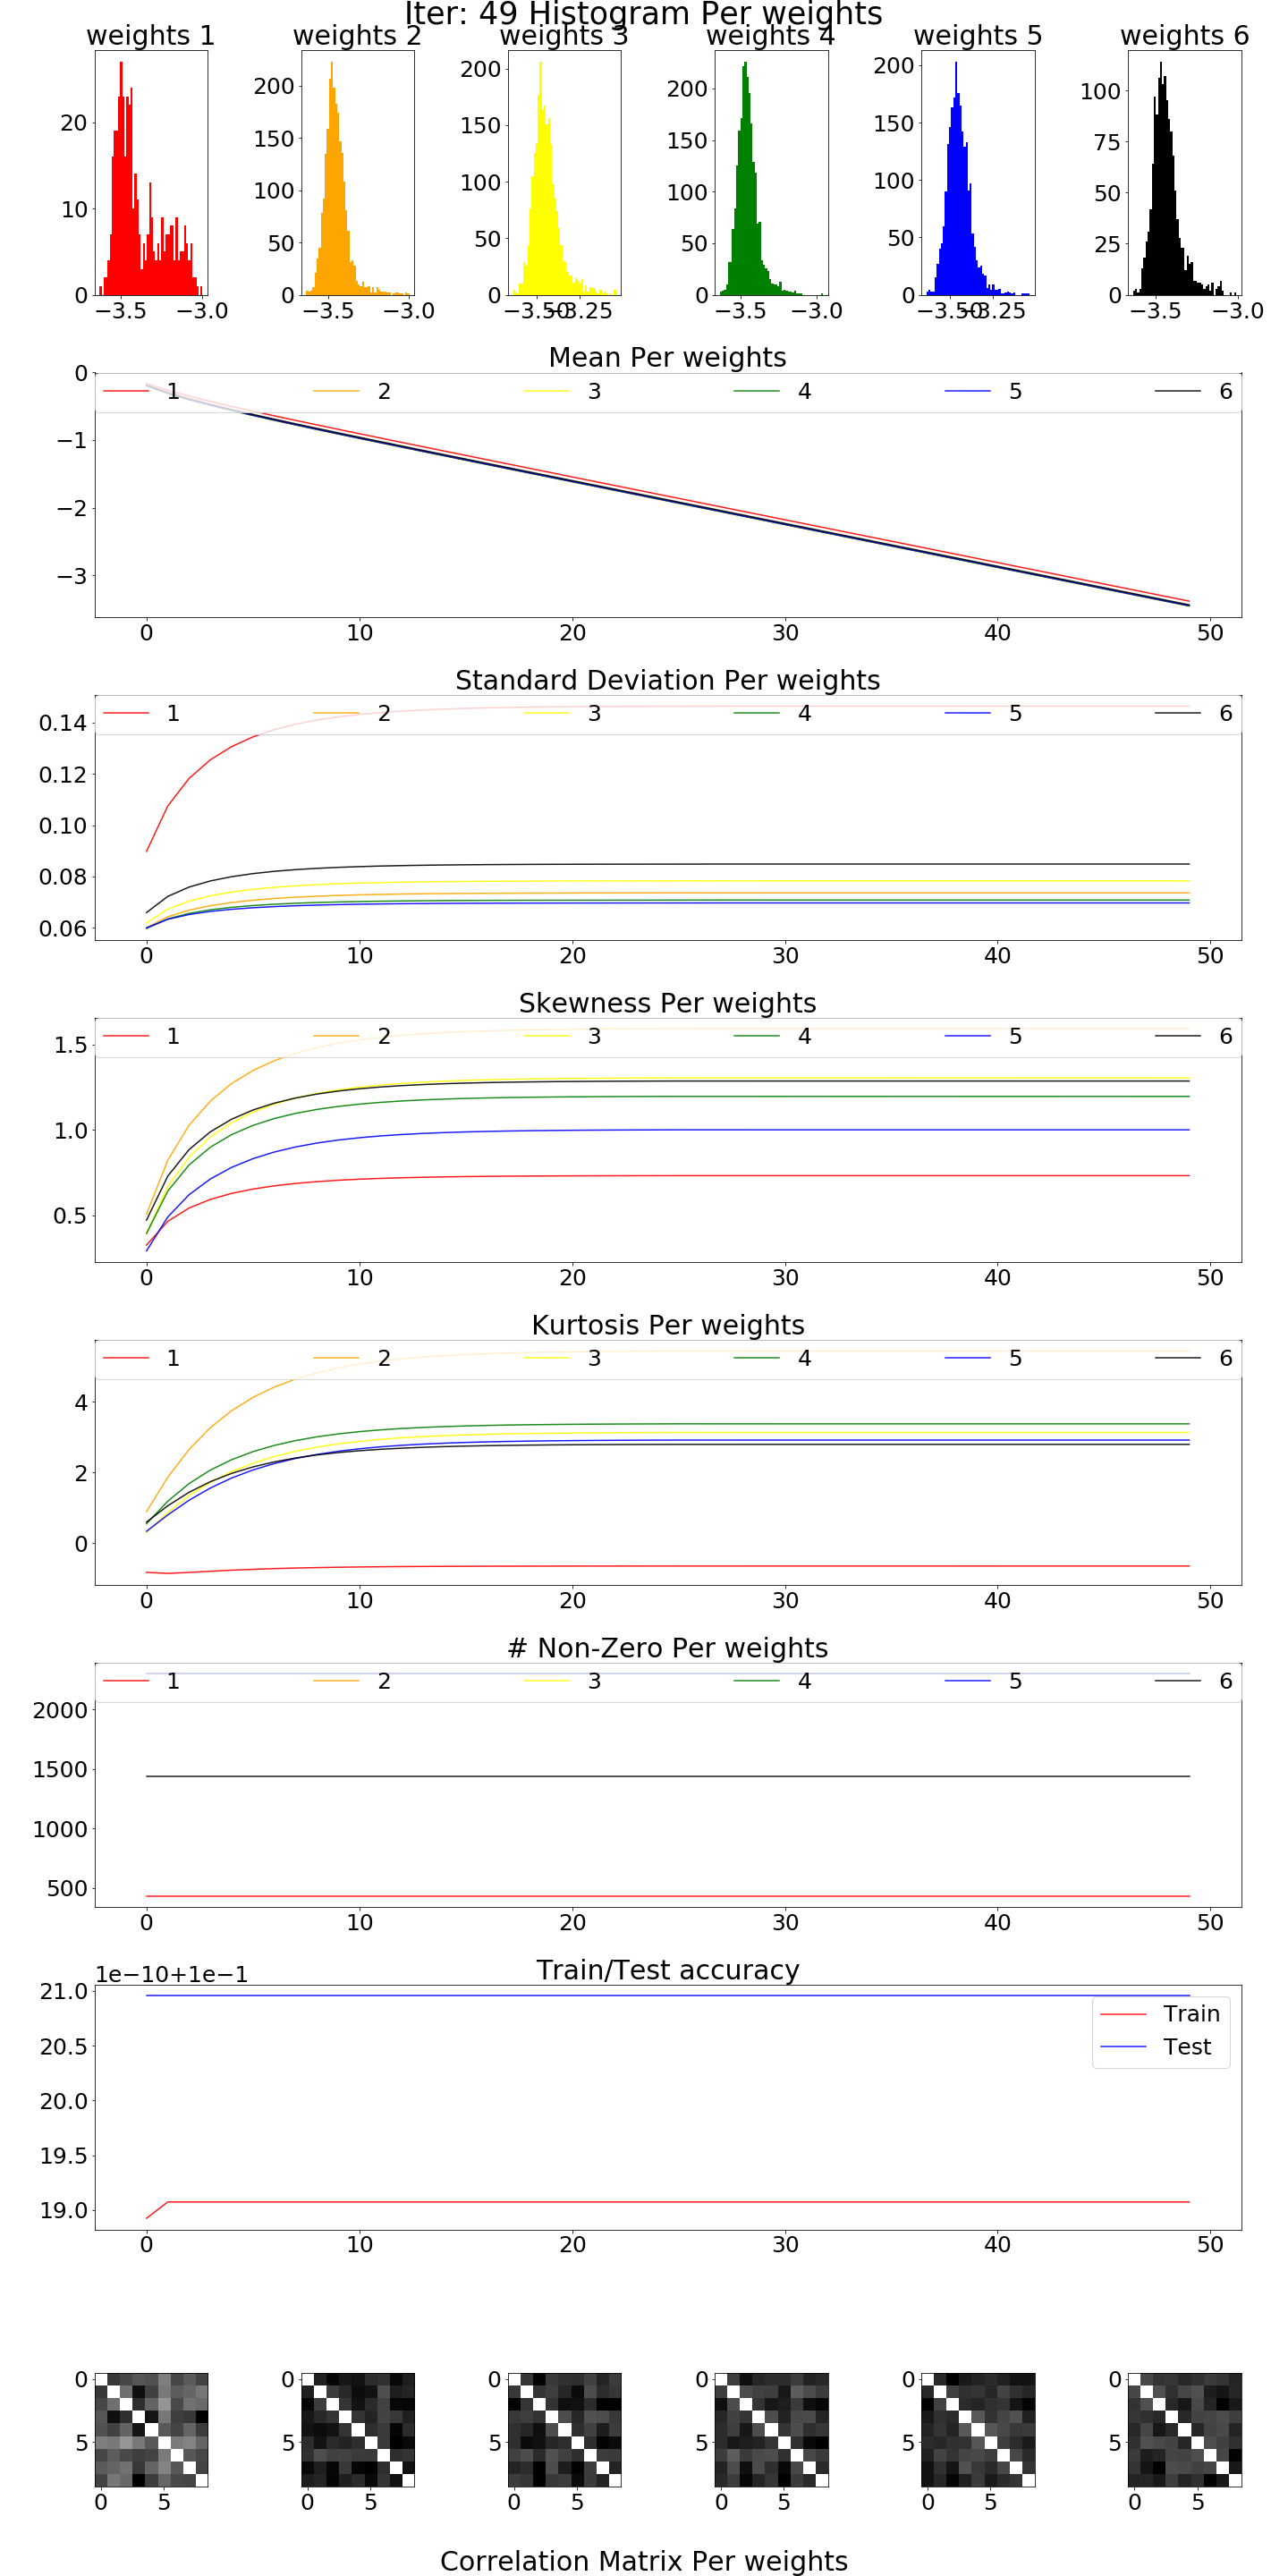 Iter: 49 Histogram Per weights
weights 1 weights 2 weights 3 weights 4 weights 5 weights 6
20 10 0 −3.5 −3.0
200 150 100 50 0 −3.5 −3.0
200 150 100 50 0 −3.50 −3.25
200 150 100 50 0 −3.5 −3.0
200 150 100 50 0 −3.50 −3.25
100 75 50 25 0 −3.5 −3.0
Mean Per weights
1 2 3 4 5 6
0
−1
−2
−3
0 10 20 30 40 50
Standard Deviation Per weights
1 2 3 4 5 6
0.14
0.12
0.10
0.08
0.06
0 10 20 30 40 50
Skewness Per weights
1 2 3 4 5 6
1.5
1.0
0.5
0 10 20 30 40 50
Kurtosis Per weights
1 2 3 4 5 6
4
2
0
0 10 20 30 40 50
# Non-Zero Per weights
1 2 3 4 5 6
2000
1500
1000
500
0 10 20 30 40 50
Train/Test accuracy
1e−10+1e−1
21.0
20.5
20.0
19.5
19.0
Train
Test
0 10 20 30 40 50
0 0 0 0 0 0
5 5 5 5 5 5
0 5 0 5 0 5 0 5 0 5 0 5
Correlation Matrix Per weights